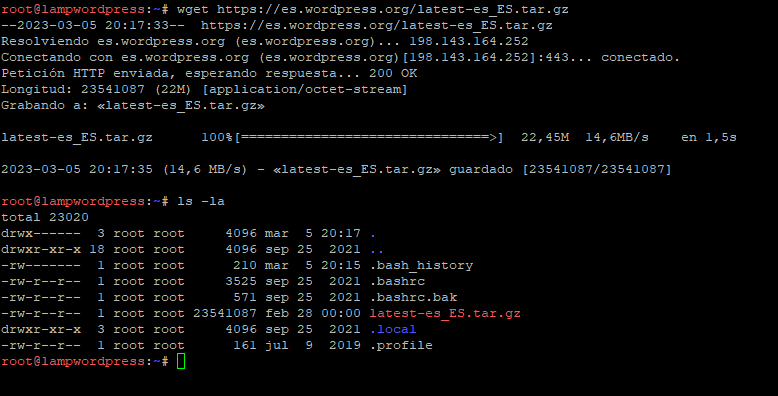 root@lampwordpress:~# wget https://es.wordpress.org/latest-es_ES.tar.gz
--2023-03-05 20:17:33--  https://es.wordpress.org/latest-es_ES.tar.gz
Resolviendo es.wordpress.org (es.wordpress.org)... 198.143.164.252
Conectando con es.wordpress.org (es.wordpress.org)[198.143.164.252]:443... conectado.
Petición HTTP enviada, esperando respuesta... 200 OK
Longitud: 23541087 (22M) [application/octet-stream]
Grabando a: «latest-es_ES.tar.gz»
latest-es_ES.tar.gz      100%[===============================>]  22,45M  14,6MB/s    en 1,5s
2023-03-05 20:17:35 (14,6 MB/s) - «latest-es_ES.tar.gz» guardado [23541087/23541087]
root@lampwordpress:~# ls -la
total 23020
drwx------  3 root root     4096 mar  5 20:17 .
drwxr-xr-x 18 root root     4096 sep 25  2021 ..
-rw-------  1 root root      210 mar  5 20:15 .bash_history
-rw-r--r--  1 root root     3525 sep 25  2021 .bashrc
-rw-r--r--  1 root root      571 sep 25  2021 .bashrc.bak
-rw-r--r--  1 root root 23541087 feb 28 00:00 latest-es_ES.tar.gz
drwxr-xr-x  3 root root     4096 sep 25  2021 .local
-rw-r--r--  1 root root      161 jul  9  2019 .profile
root@lampwordpress:~#